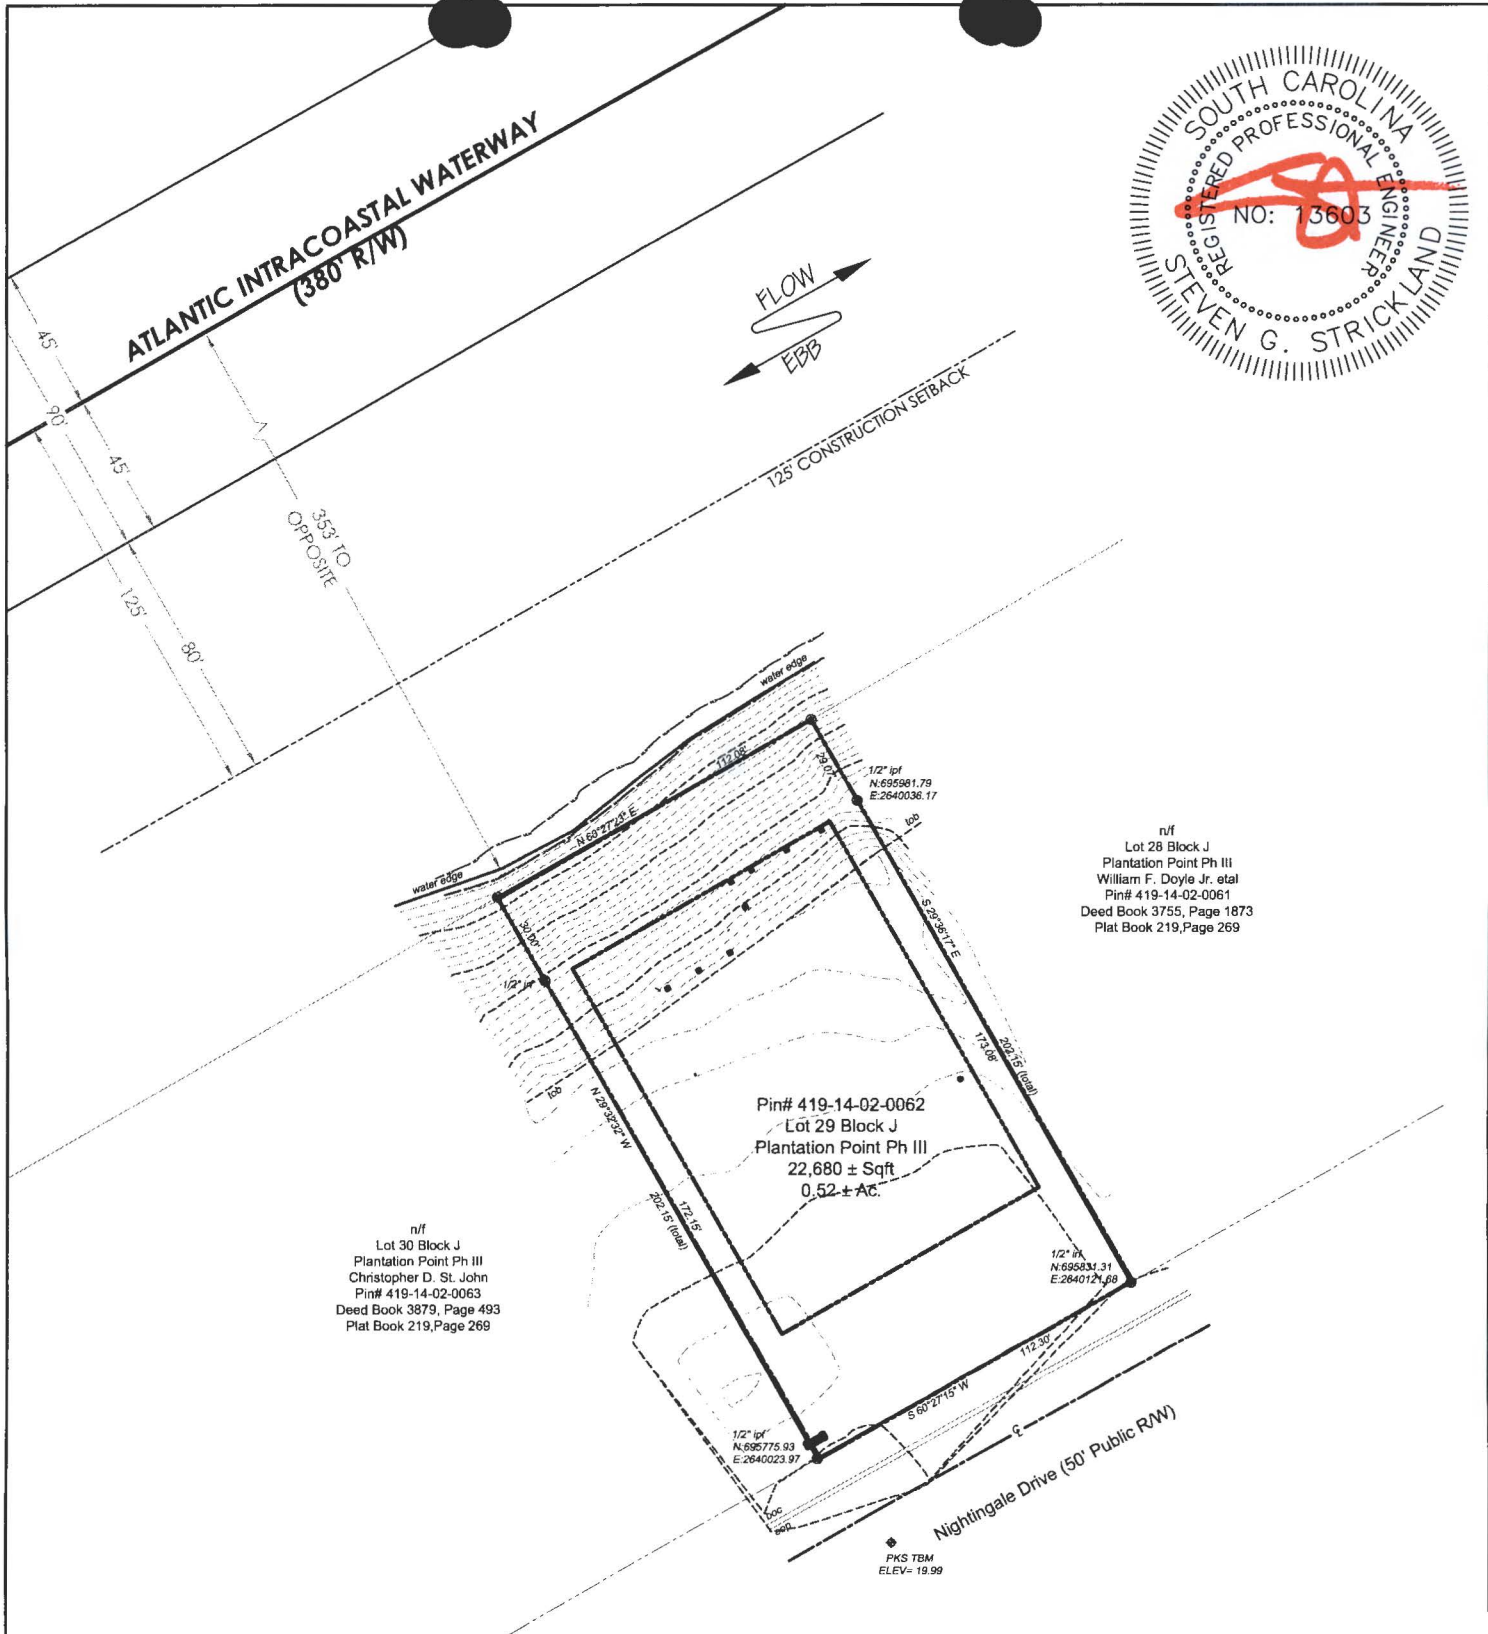 SOUTH CAROLINA
REGISTERED PROFESSIONAL ENGINEER
NO: 13603
STEVEN G. STRICKLAND
ATLANTIC INTRACOASTAL WATERWAY
(380' R/W)
FLOW
EBB
45'
90'
45'
125' CONSTRUCTION SETBACK
353' TO
OPPOSITE
125'
80'
water edge
112.08'
N 60°27'23" E
water edge
29.07'
1/2" ipf
N:695981.79
E:2640036.17
tob
n/f
Lot 28 Block J
Plantation Point Ph III
William F. Doyle Jr. etal
Pin# 419-14-02-0061
Deed Book 3755, Page 1873
Plat Book 219,Page 269
30.00'
1/2" irf
S 29°36'17" E
173.08'
202.15' (total)
tob
N 29°32'32" W
172.15'
202.15' (total)
Pin# 419-14-02-0062
Lot 29 Block J
Plantation Point Ph III
22,680 ± Sqft
0.52 ± Ac.
n/f
Lot 30 Block J
Plantation Point Ph III
Christopher D. St. John
Pin# 419-14-02-0063
Deed Book 3879, Page 493
Plat Book 219,Page 269
1/2" irf
N:695831.31
E:2640121.68
112.30'
S 60°27'15" W
1/2" ipf
N:695775.93
E:2640023.97
boc
eop
Nightingale Drive (50' Public R/W)
PKS TBM
ELEV= 19.99